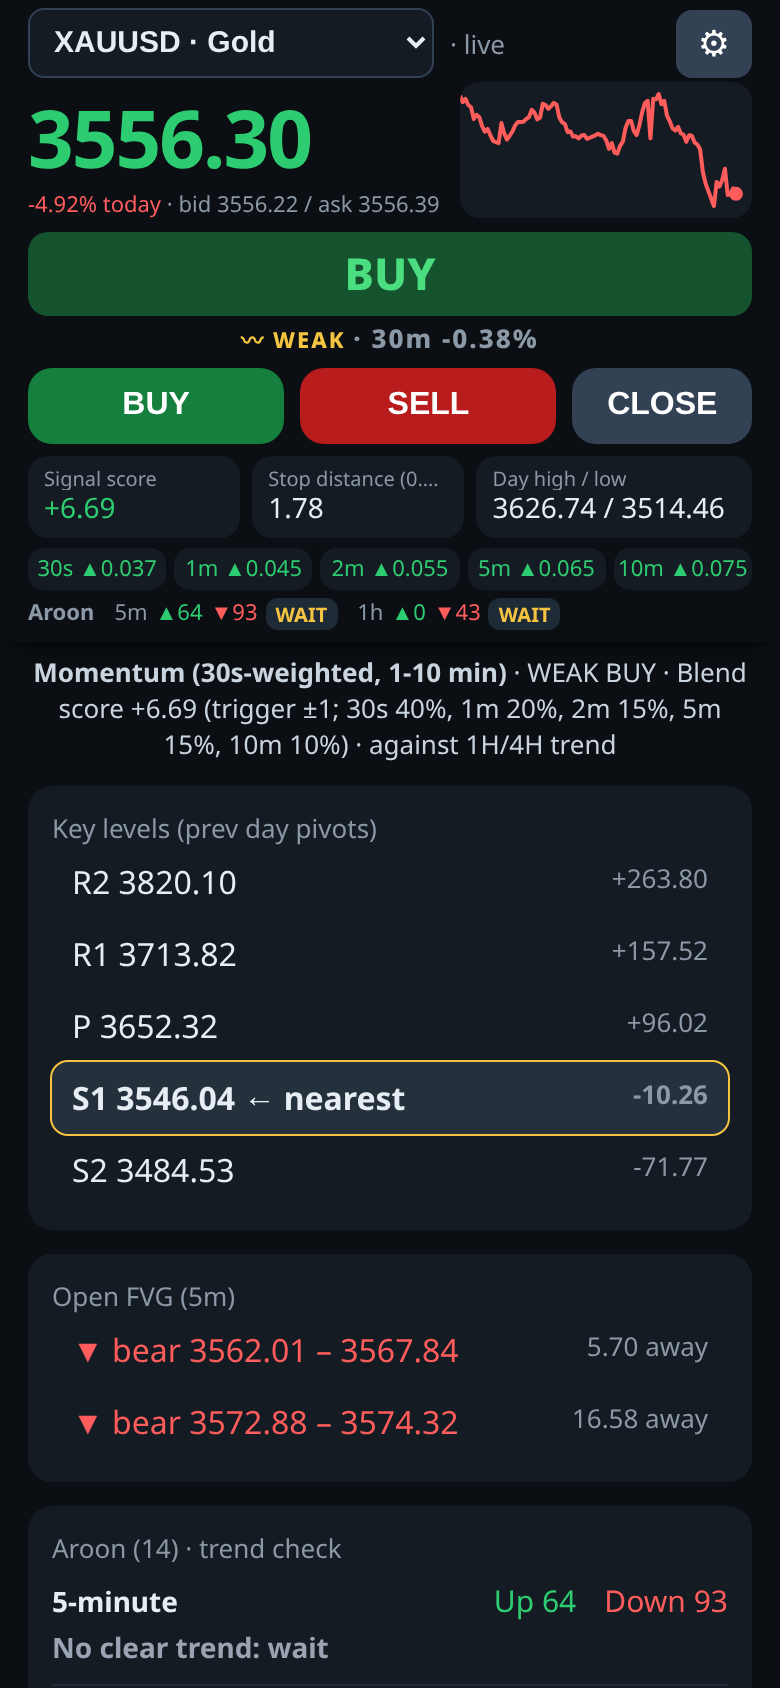 XAUUSD · Gold · live
3556.30
-4.92% today · bid 3556.22 / ask 3556.39
BUY
WEAK · 30m -0.38%
BUY SELL CLOSE
Signal score Stop distance (0.... Day high / low
+6.69 1.78 3626.74 / 3514.46
30s ▲0.037 1m ▲0.045 2m ▲0.055 5m ▲0.065 10m ▲0.075
Aroon 5m ▲64 ▼93 WAIT 1h ▲0 ▼43 WAIT
Momentum (30s-weighted, 1-10 min) · WEAK BUY · Blend
score +6.69 (trigger ±1; 30s 40%, 1m 20%, 2m 15%, 5m
15%, 10m 10%) · against 1H/4H trend
Key levels (prev day pivots)
R2 3820.10 +263.80
R1 3713.82 +157.52
P 3652.32 +96.02
S1 3546.04 ← nearest -10.26
S2 3484.53 -71.77
Open FVG (5m)
▼ bear 3562.01 – 3567.84 5.70 away
▼ bear 3572.88 – 3574.32 16.58 away
Aroon (14) · trend check
5-minute Up 64 Down 93
No clear trend: wait